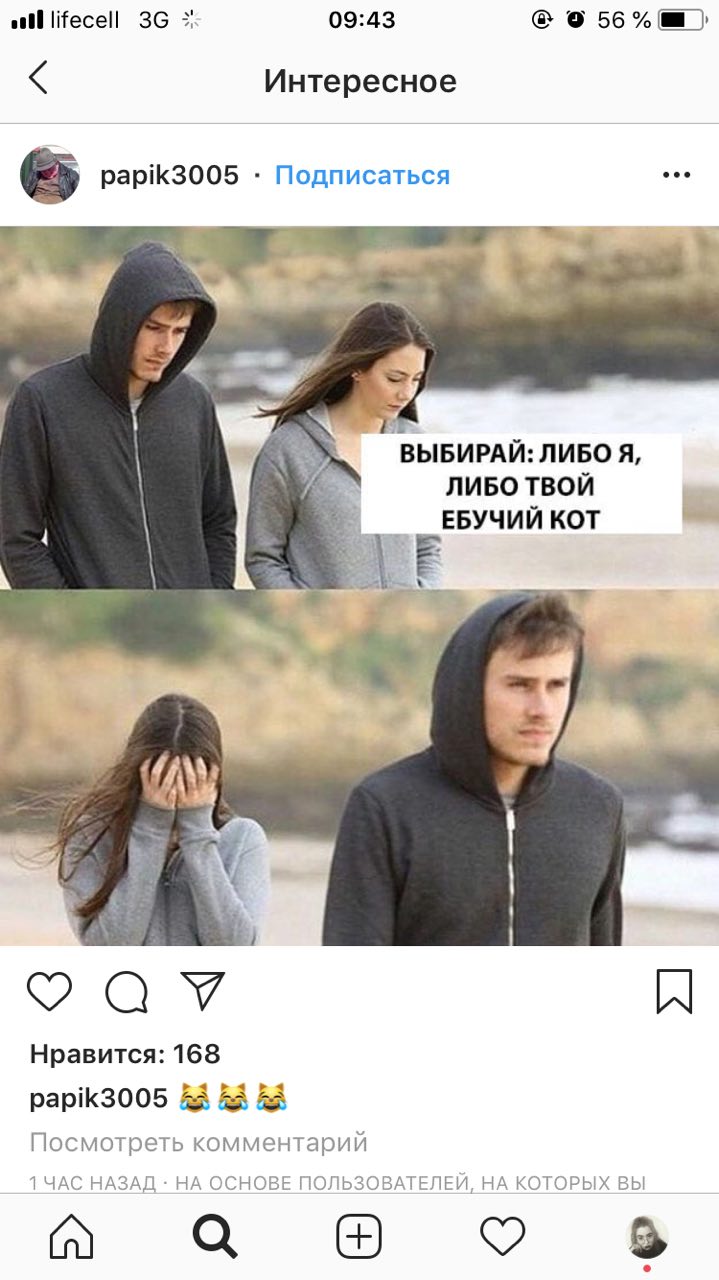 lifecell 3G 09:43 56 %
Интересное
papik3005 · Подписаться
ВЫБИРАЙ: ЛИБО Я,
ЛИБО ТВОЙ
ЕБУЧИЙ КОТ
Нравится: 168
papik3005 😹😹😹
Посмотреть комментарий
1 ЧАС НАЗАД · НА ОСНОВЕ ПОЛЬЗОВАТЕЛЕЙ, НА КОТОРЫХ ВЫ